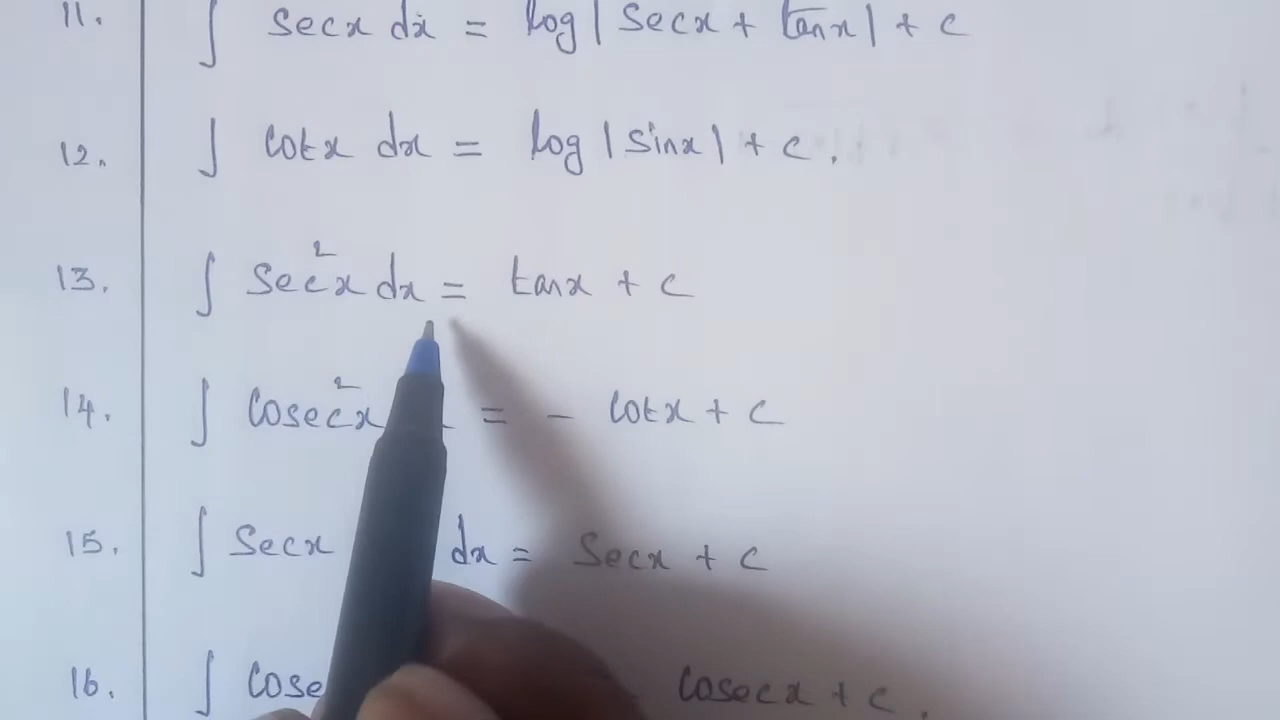 11. ∫ secx dx = log|secx + tanx| + c
12. ∫ cotx dx = log|sinx| + c.
13. ∫ sec²x dx = tanx + c
14. ∫ cosec²x = - cotx + c
15. ∫ secx dx = secx + c
16. ∫ cosecx + c.